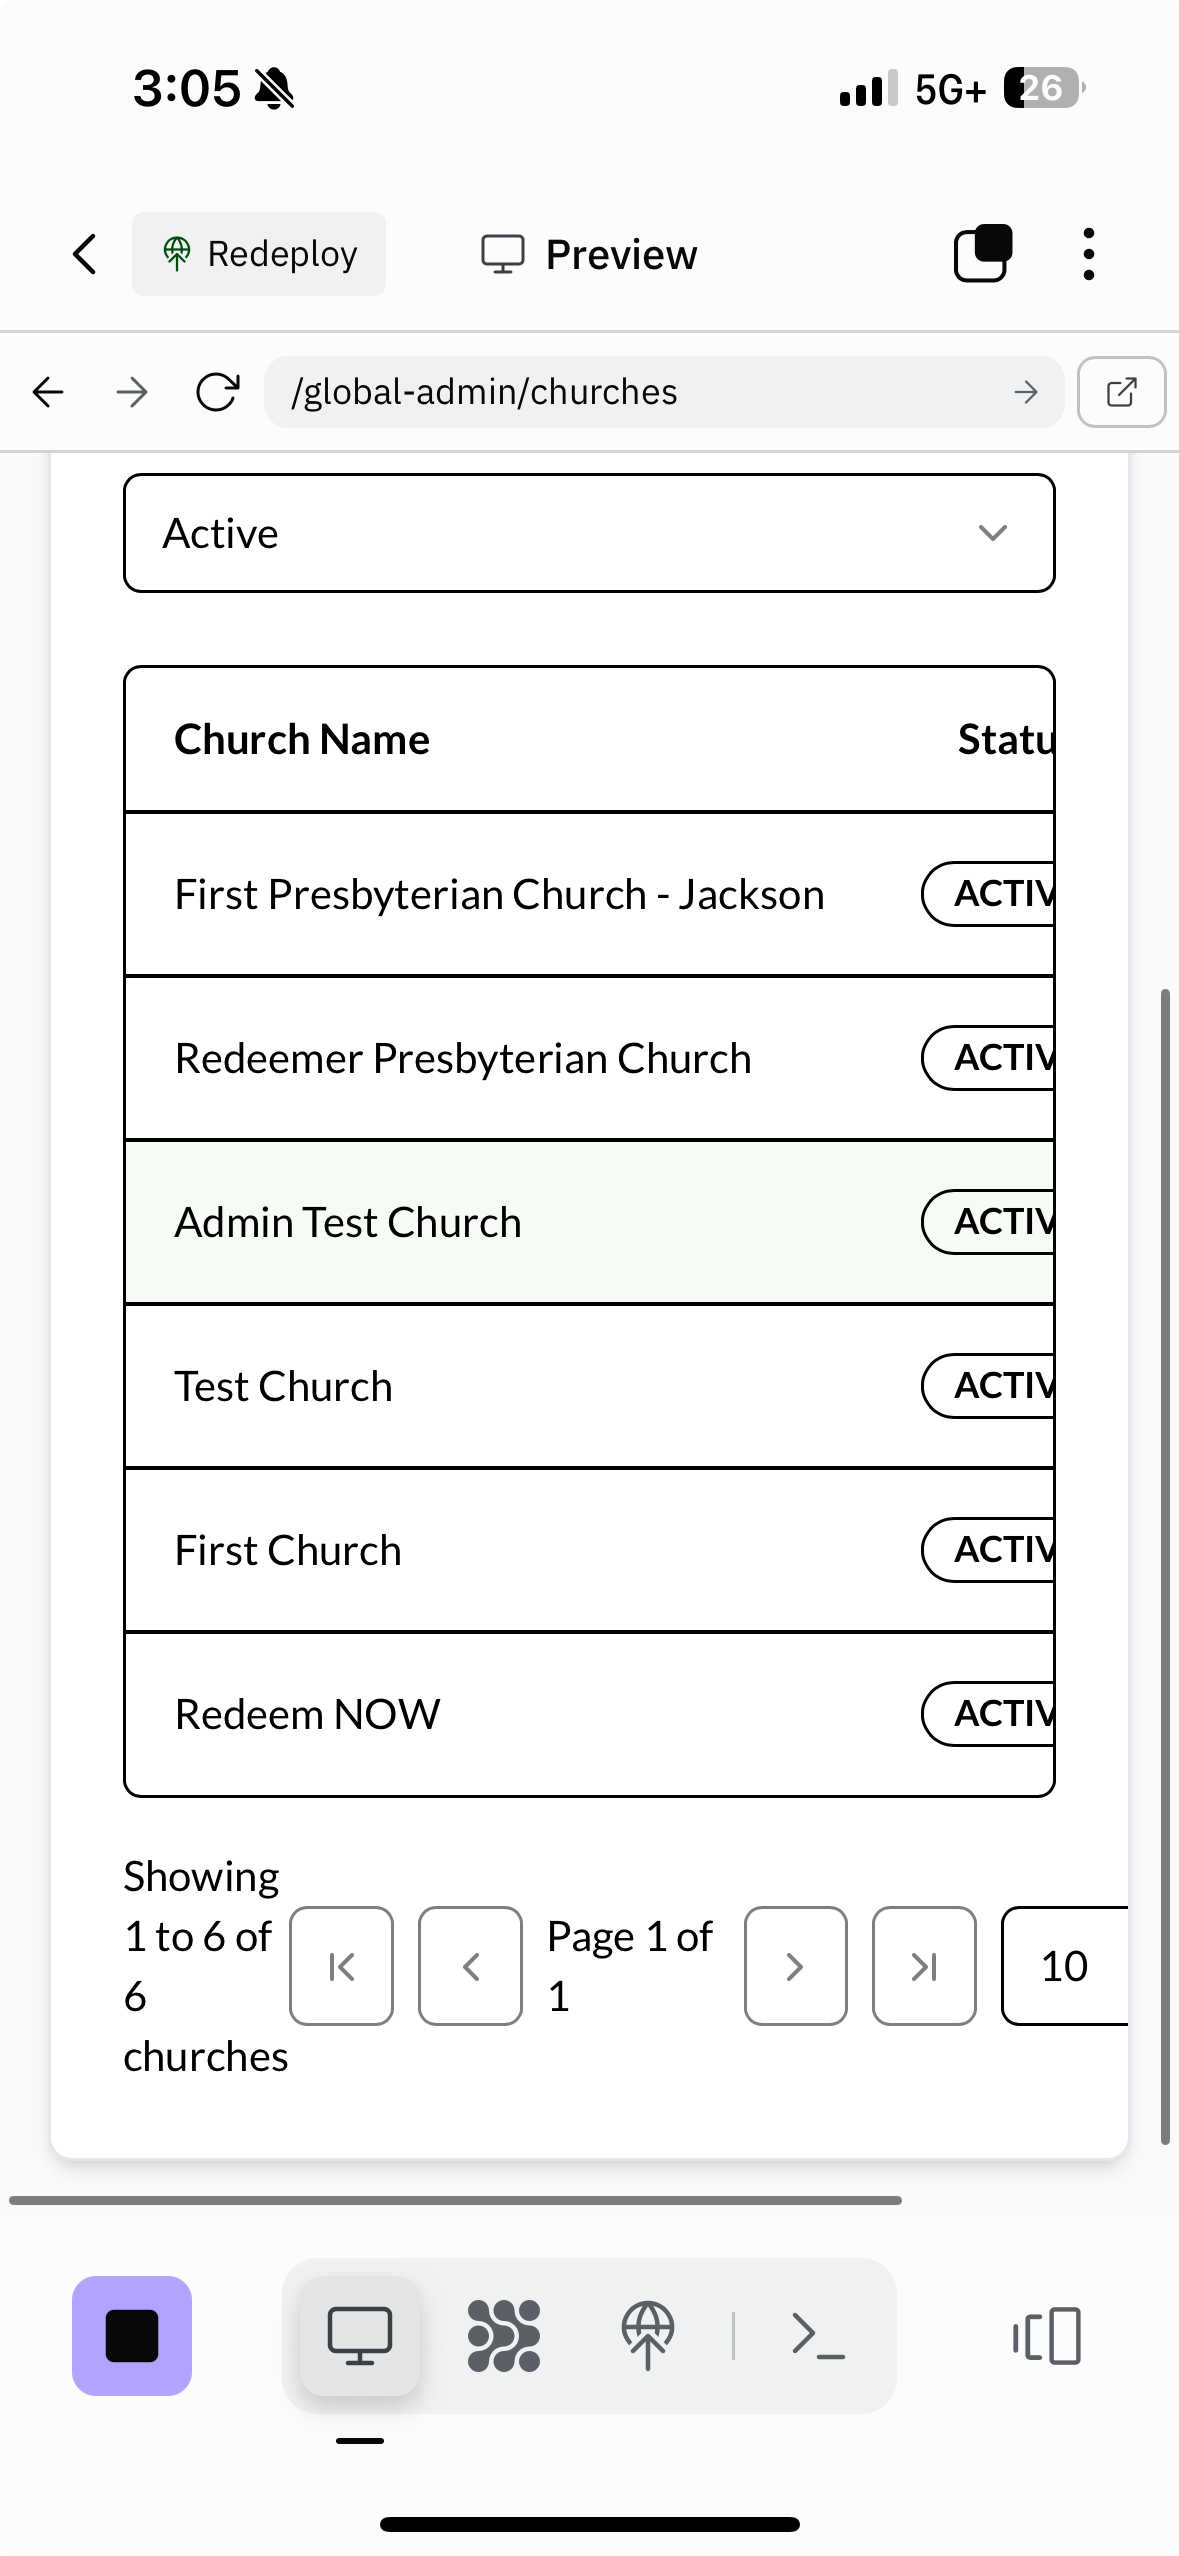 3:05
5G+
26
Redeploy
Preview
/global-admin/churches
Active
Church Name
Statu
First Presbyterian Church - Jackson
ACTIV
Redeemer Presbyterian Church
ACTIV
Admin Test Church
ACTIV
Test Church
ACTIV
First Church
ACTIV
Redeem NOW
ACTIV
Showing
1 to 6 of
6
churches
Page 1 of
1
10